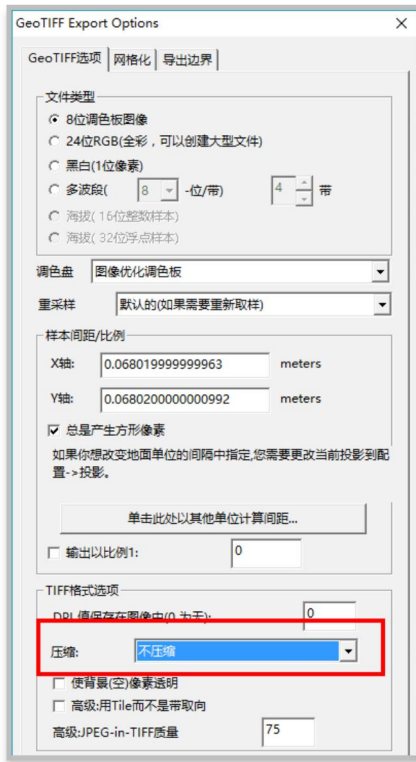 GeoTIFF Export Options
GeoTIFF选项 网格化 导出边界
文件类型
8位调色板图像
24位RGB(全彩，可以创建大型文件)
黑白(1位像素)
多波段( 8 -位/带) 4 带
海拔( 16位整数样本)
海拔( 32位浮点样本)
调色盘 图像优化调色板
重采样 默认的(如果需要重新取样)
样本间距/比例
X轴: 0.068019999999963 meters
Y轴: 0.0680200000000992 meters
总是产生方形像素
如果你想改变地面单位的间隔中指定,您需要更改当前投影到配
置->投影。
单击此处以其他单位计算间距...
输出以比例1: 0
TIFF格式选项
DPI 值保存在图像中(0 为无): 0
压缩: 不压缩
使背景(空)像素透明
高级:用Tile而不是带取向
高级:JPEG-in-TIFF质量 75